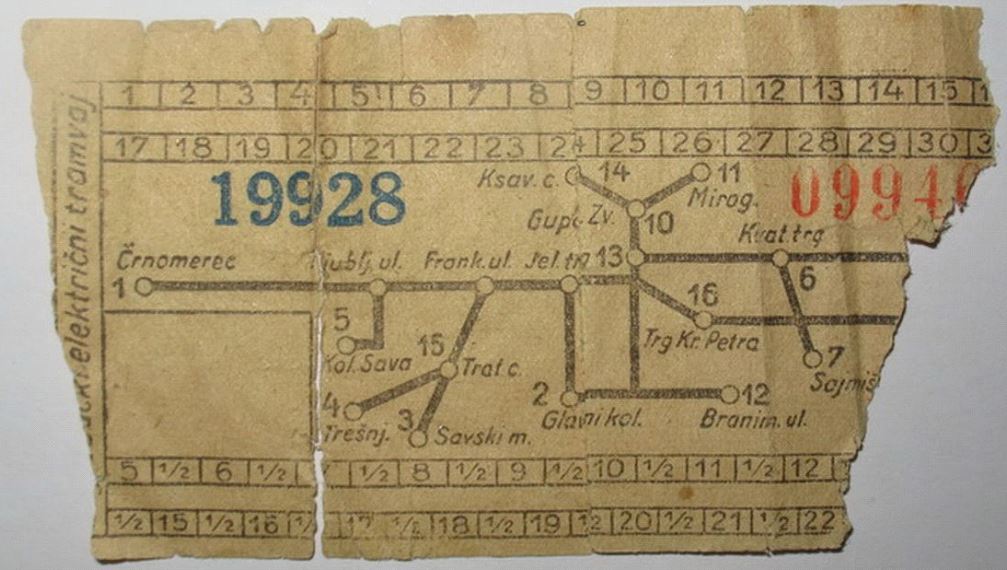 električni tramvaj
1 2 3 4 5 6 7 8 9 10 11 12 13 14 15
17 18 19 20 21 22 23 24 25 26 27 28 29 30
19928
Ksav. c. 14 11
Mirog.
0994
Zv. 10
Kvat. trg
Črnomerec
ul. Frank. ul. Jel. trg 13
1
6
5
16
Kol. Sava 15 Trat. c.
Trg Kr. Petra
7
4
2
12
3
Glavni kol. Branim. ul.
Trešnj. Savski m.
5 ½ 6 ½ ½ 8 ½ 9 ½ 10 ½ 11 ½ 12
½ 15 ½ 16 17 ½ 18 ½ 19 ½ 20 ½ 21 ½ 22